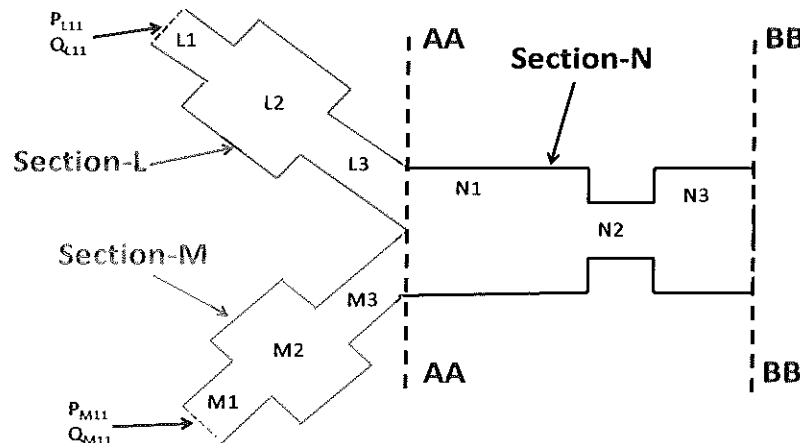 P_L11
Q_L11
L1
AA
BB
Section-N
L2
Section-L
L3
N1
N3
N2
Section-M
M3
M2
AA
BB
M1
P_M11
Q_M11